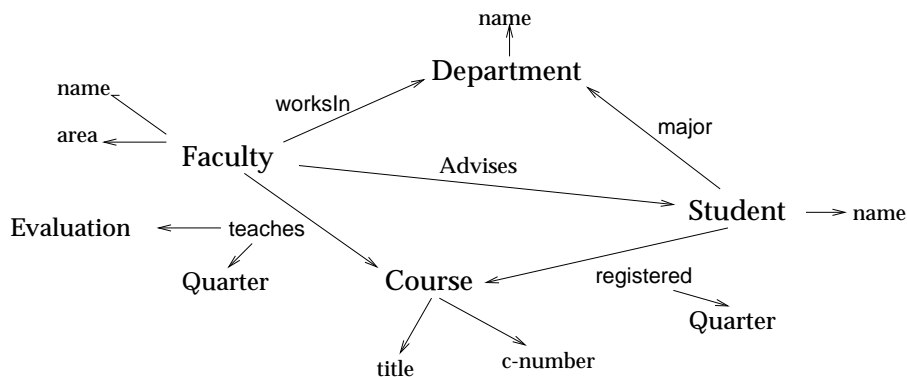 name
Department
name
worksIn
area
major
Faculty
Advises
Student
name
Evaluation
teaches
Quarter
Course
registered
Quarter
title
c-number